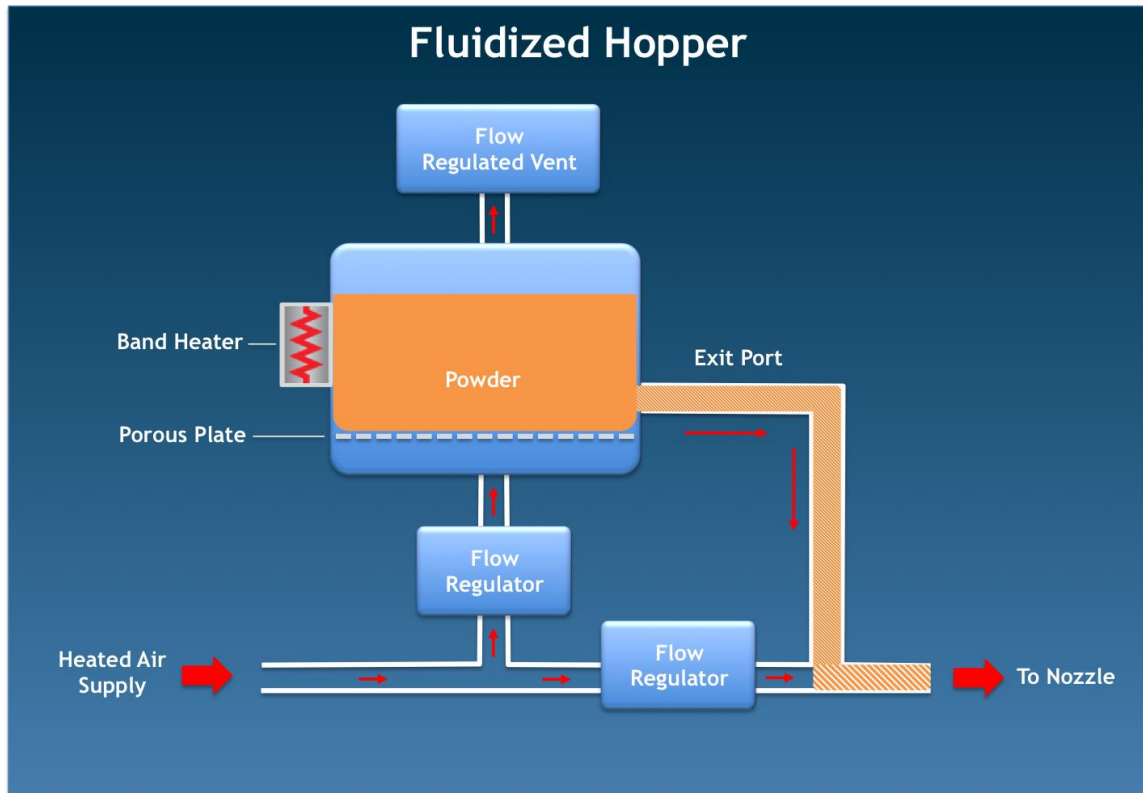 Fluidized Hopper
Flow
Regulated Vent
Band Heater
Powder
Exit Port
Porous Plate
Flow
Regulator
Heated Air
Supply
Flow
Regulator
To Nozzle